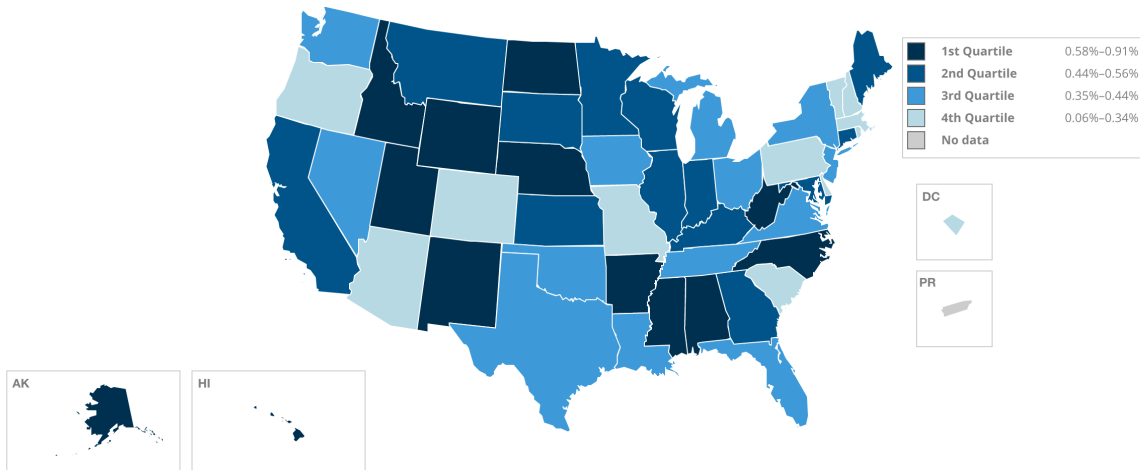 1st Quartile 0.58%–0.91%
2nd Quartile 0.44%–0.56%
3rd Quartile 0.35%–0.44%
4th Quartile 0.06%–0.34%
No data
DC
PR
AK
HI